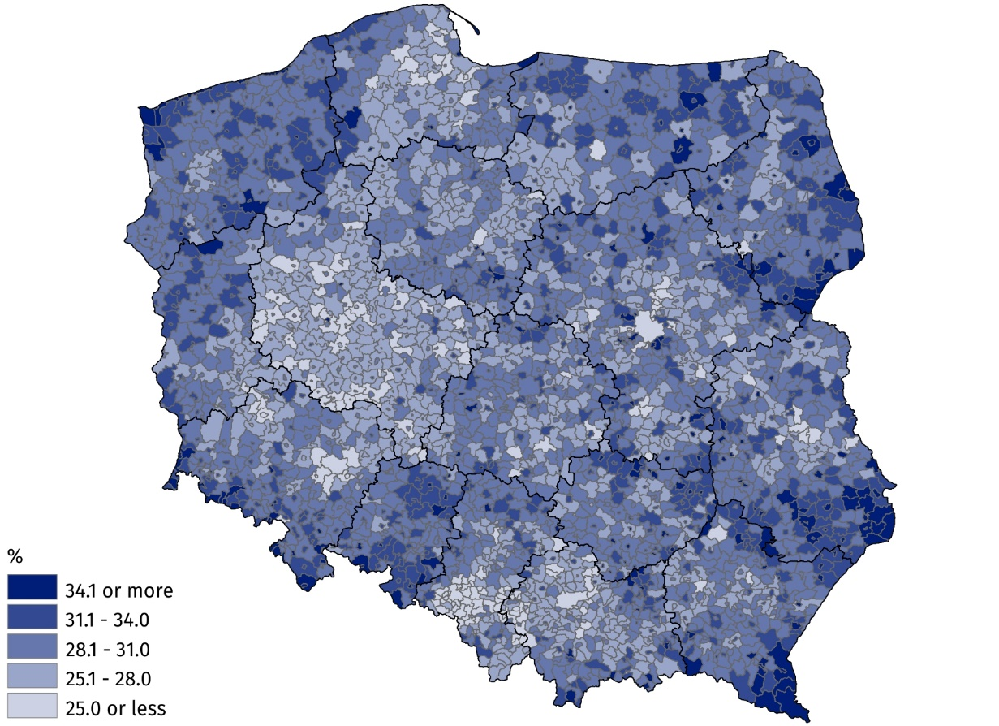 %
34.1 or more
31.1 - 34.0
28.1 - 31.0
25.1 - 28.0
25.0 or less